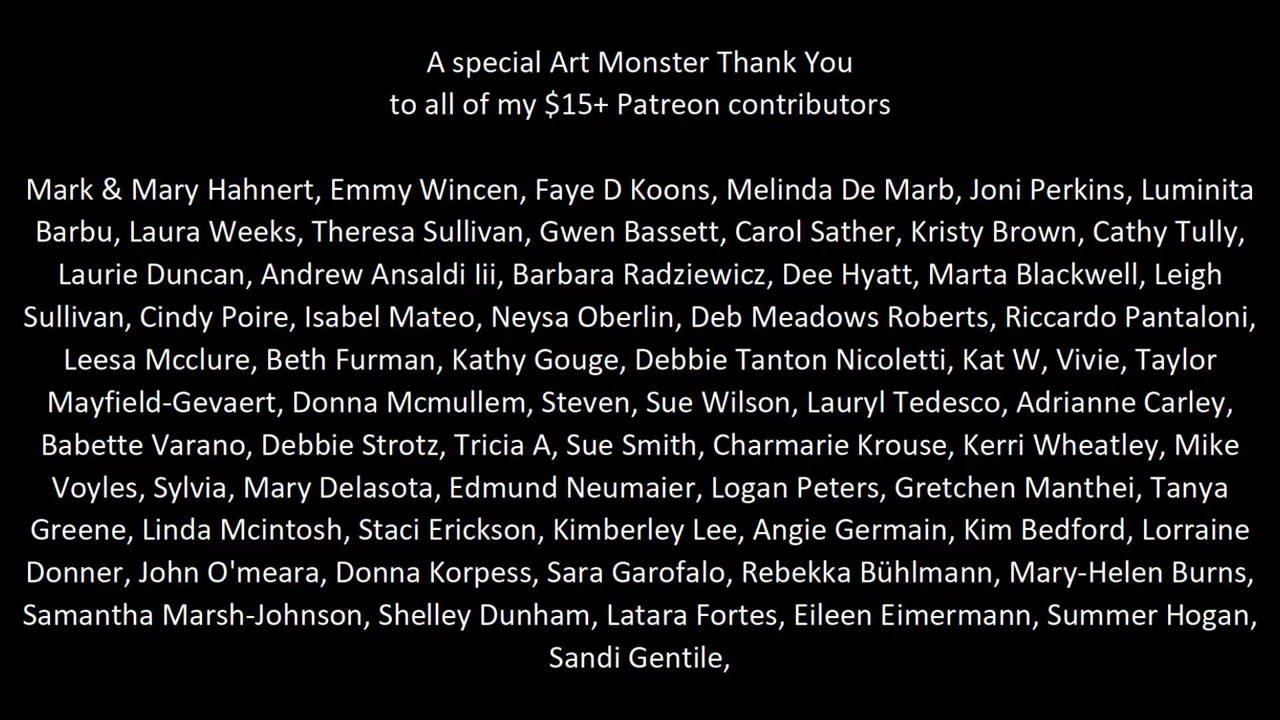 A special Art Monster Thank You
to all of my $15+ Patreon contributors
Mark & Mary Hahnert, Emmy Wincen, Faye D Koons, Melinda De Marb, Joni Perkins, Luminita
Barbu, Laura Weeks, Theresa Sullivan, Gwen Bassett, Carol Sather, Kristy Brown, Cathy Tully,
Laurie Duncan, Andrew Ansaldi Iii, Barbara Radziewicz, Dee Hyatt, Marta Blackwell, Leigh
Sullivan, Cindy Poire, Isabel Mateo, Neysa Oberlin, Deb Meadows Roberts, Riccardo Pantaloni,
Leesa Mcclure, Beth Furman, Kathy Gouge, Debbie Tanton Nicoletti, Kat W, Vivie, Taylor
Mayfield-Gevaert, Donna Mcmullem, Steven, Sue Wilson, Lauryl Tedesco, Adrianne Carley,
Babette Varano, Debbie Strotz, Tricia A, Sue Smith, Charmarie Krouse, Kerri Wheatley, Mike
Voyles, Sylvia, Mary Delasota, Edmund Neumaier, Logan Peters, Gretchen Manthei, Tanya
Greene, Linda Mcintosh, Staci Erickson, Kimberley Lee, Angie Germain, Kim Bedford, Lorraine
Donner, John O'meara, Donna Korpess, Sara Garofalo, Rebekka Bühlmann, Mary-Helen Burns,
Samantha Marsh-Johnson, Shelley Dunham, Latara Fortes, Eileen Eimermann, Summer Hogan,
Sandi Gentile,